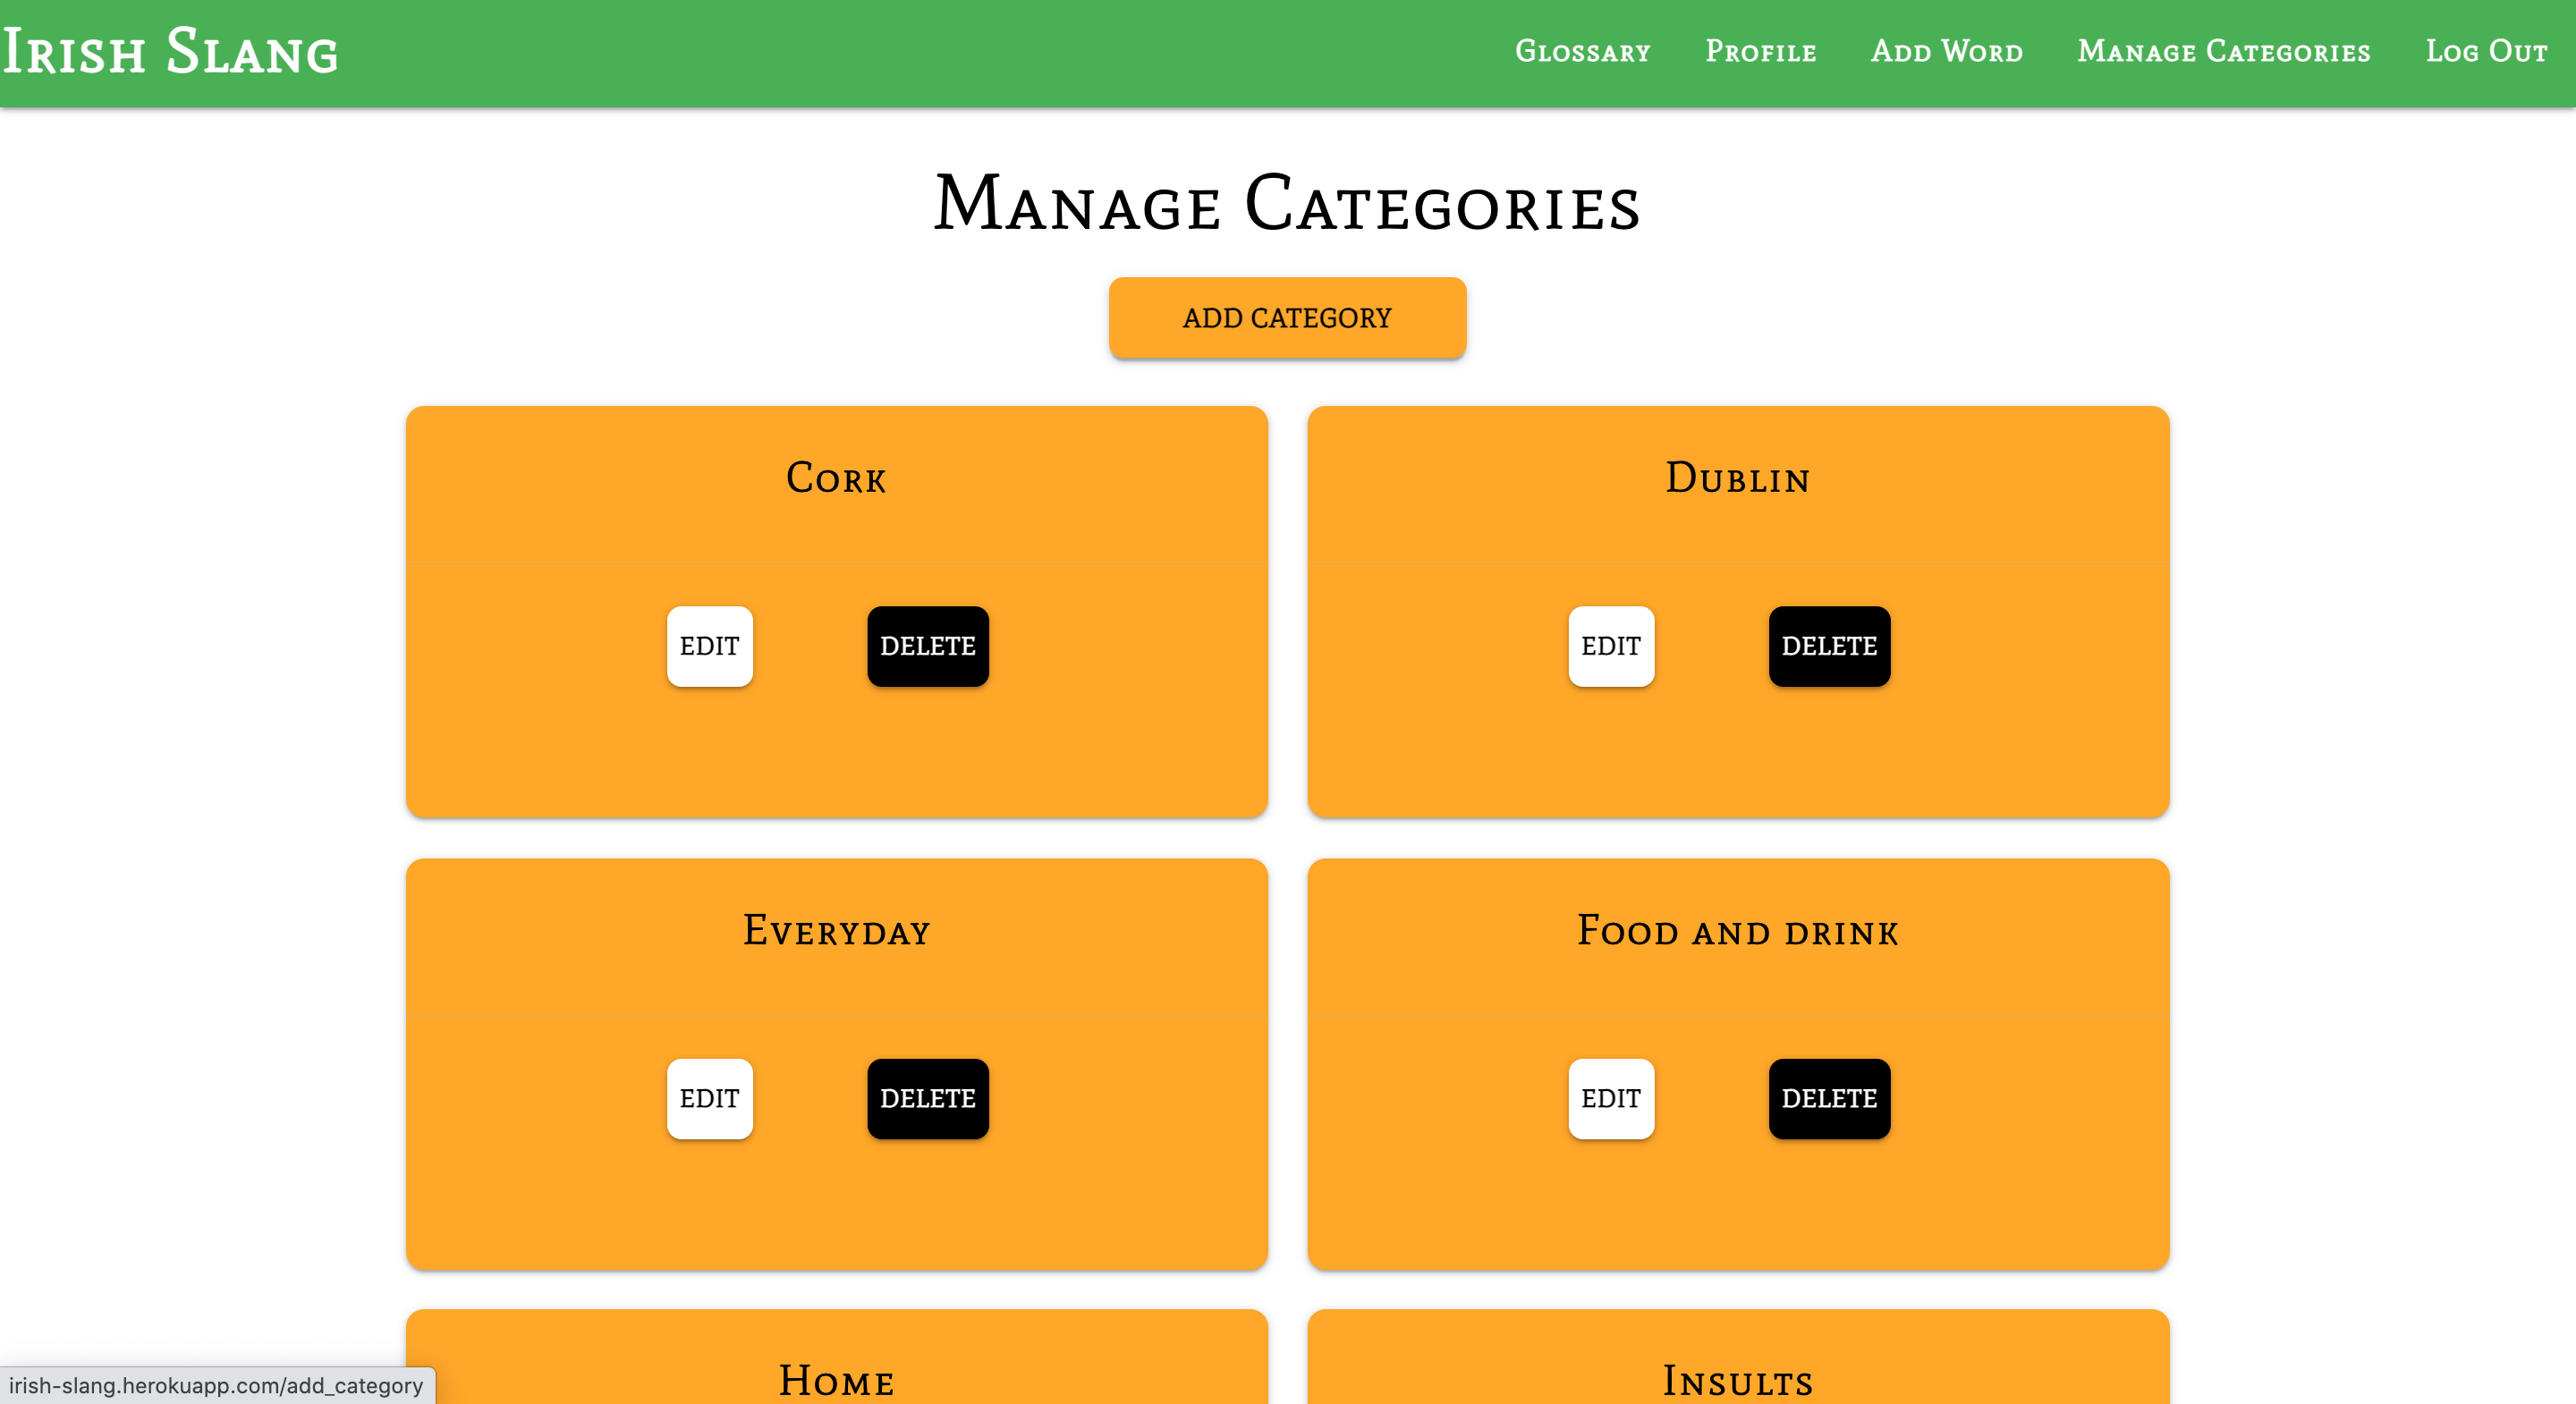 Irish Slang
Glossary Profile Add Word Manage Categories Log Out
Manage Categories
ADD CATEGORY
Cork
EDIT DELETE
Dublin
EDIT DELETE
Everyday
EDIT DELETE
Food and drink
EDIT DELETE
Home
Insults
irish-slang.herokuapp.com/add_category